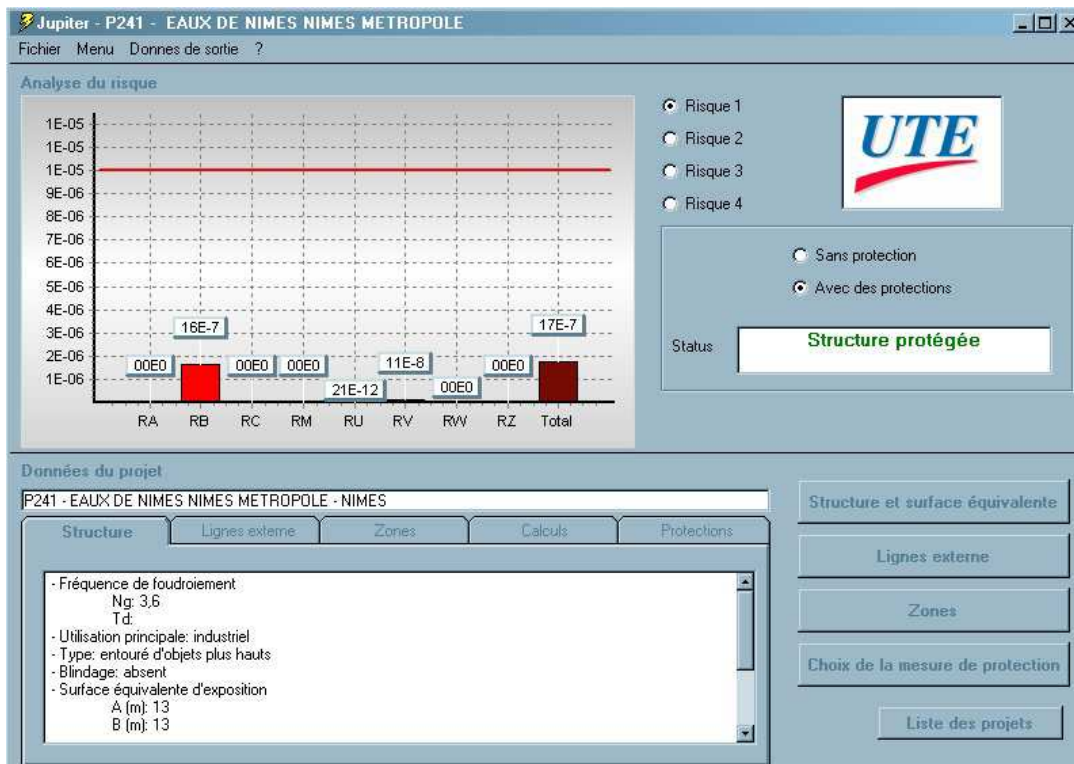 Jupiter - P241 - EAUX DE NIMES NIMES METROPOLE
Fichier Menu Donnes de sortie ?
Analyse du risque
1E-05
1E-05
1E-05
9E-06
8E-06
7E-06
6E-06
5E-06
4E-06
3E-06
2E-06
1E-06
00E0
16E-7
00E0
00E0
21E-12
11E-8
00E0
00E0
17E-7
RA RB RC RM RU RV RW RZ Total
Risque 1
Risque 2
Risque 3
Risque 4
UTE
Sans protection
Avec des protections
Status
Structure protégée
Données du projet
P241 - EAUX DE NIMES NIMES METROPOLE - NIMES
Structure Lignes externe Zones Calculs Protections
- Fréquence de foudroiement
Ng: 3,6
Td:
- Utilisation principale: industriel
- Type: entouré d'objets plus hauts
- Blindage: absent
- Surface équivalente d'exposition
A (m): 13
B (m): 13
Structure et surface équivalente
Lignes externe
Zones
Choix de la mesure de protection
Liste des projets